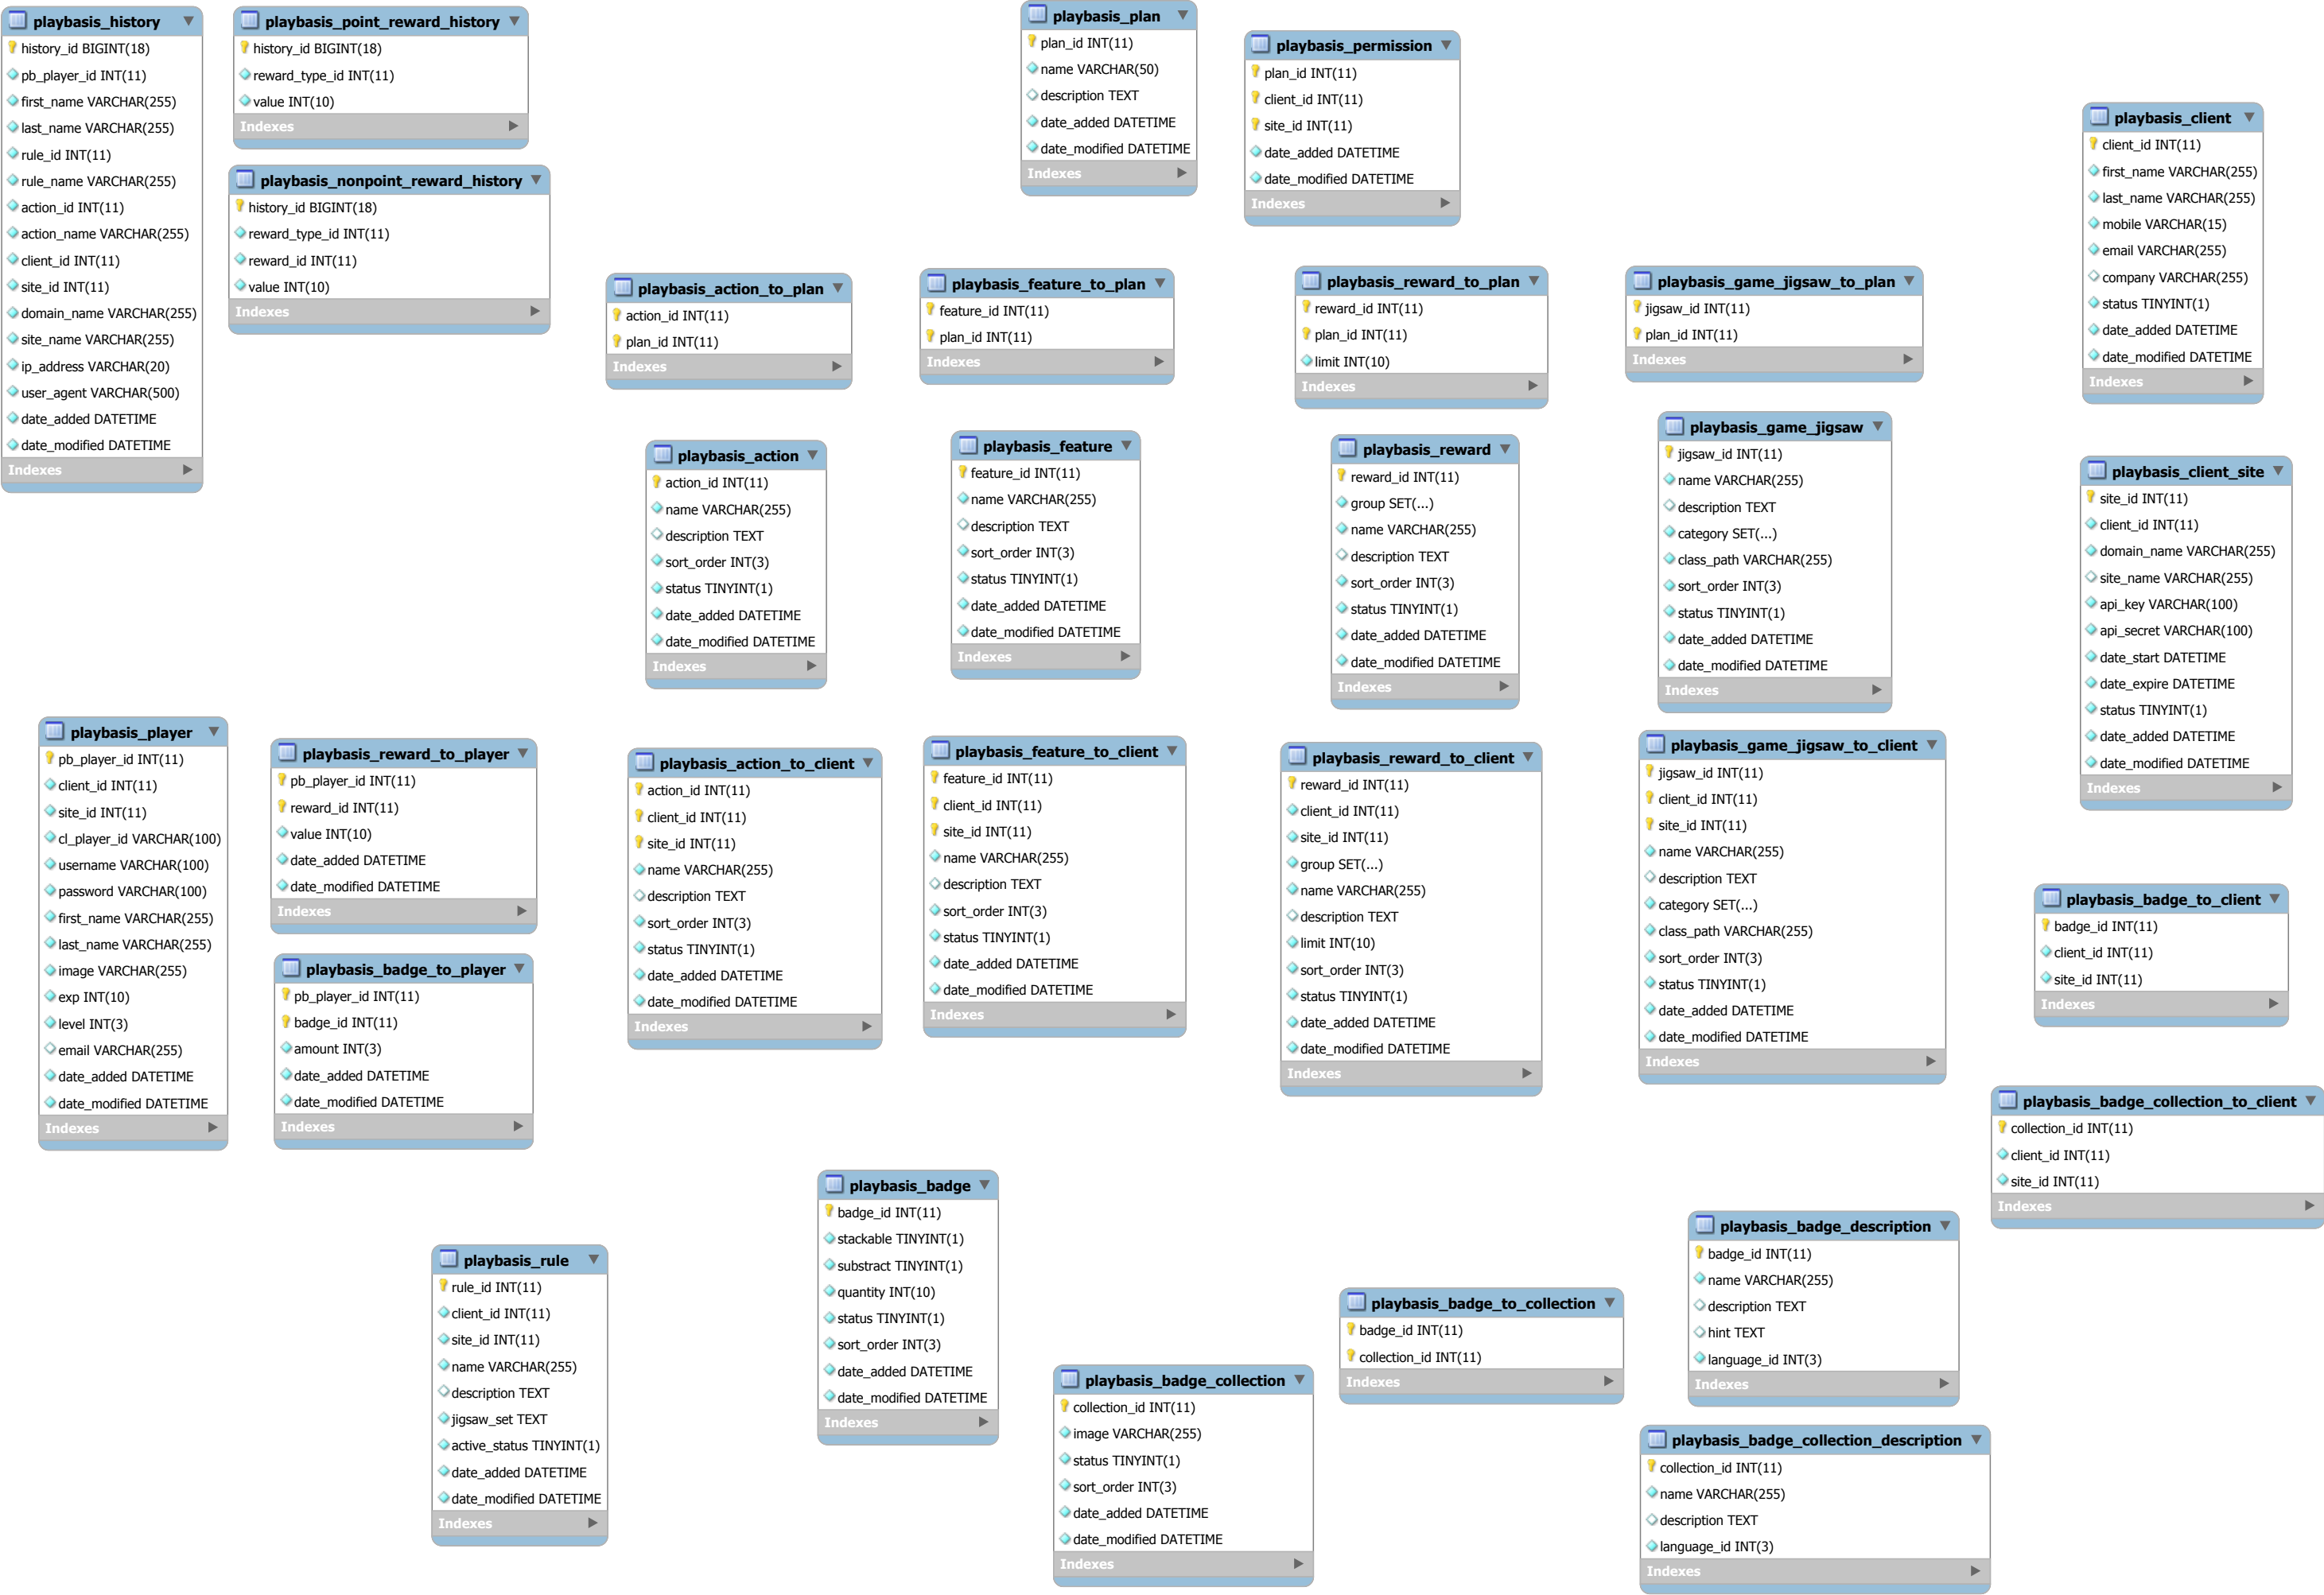 playbasis_history
history_id BIGINT(18)
pb_player_id INT(11)
first_name VARCHAR(255)
last_name VARCHAR(255)
rule_id INT(11)
rule_name VARCHAR(255)
action_id INT(11)
action_name VARCHAR(255)
client_id INT(11)
site_id INT(11)
domain_name VARCHAR(255)
site_name VARCHAR(255)
ip_address VARCHAR(20)
user_agent VARCHAR(500)
date_added DATETIME
date_modified DATETIME
Indexes
playbasis_point_reward_history
history_id BIGINT(18)
reward_type_id INT(11)
value INT(10)
Indexes
playbasis_nonpoint_reward_history
history_id BIGINT(18)
reward_type_id INT(11)
reward_id INT(11)
value INT(10)
Indexes
playbasis_plan
plan_id INT(11)
name VARCHAR(50)
description TEXT
date_added DATETIME
date_modified DATETIME
Indexes
playbasis_permission
plan_id INT(11)
client_id INT(11)
site_id INT(11)
date_added DATETIME
date_modified DATETIME
Indexes
playbasis_client
client_id INT(11)
first_name VARCHAR(255)
last_name VARCHAR(255)
mobile VARCHAR(15)
email VARCHAR(255)
company VARCHAR(255)
status TINYINT(1)
date_added DATETIME
date_modified DATETIME
Indexes
playbasis_action_to_plan
action_id INT(11)
plan_id INT(11)
Indexes
playbasis_feature_to_plan
feature_id INT(11)
plan_id INT(11)
Indexes
playbasis_reward_to_plan
reward_id INT(11)
plan_id INT(11)
limit INT(10)
Indexes
playbasis_game_jigsaw_to_plan
jigsaw_id INT(11)
plan_id INT(11)
Indexes
playbasis_action
action_id INT(11)
name VARCHAR(255)
description TEXT
sort_order INT(3)
status TINYINT(1)
date_added DATETIME
date_modified DATETIME
Indexes
playbasis_feature
feature_id INT(11)
name VARCHAR(255)
description TEXT
sort_order INT(3)
status TINYINT(1)
date_added DATETIME
date_modified DATETIME
Indexes
playbasis_reward
reward_id INT(11)
group SET(...)
name VARCHAR(255)
description TEXT
sort_order INT(3)
status TINYINT(1)
date_added DATETIME
date_modified DATETIME
Indexes
playbasis_game_jigsaw
jigsaw_id INT(11)
name VARCHAR(255)
description TEXT
category SET(...)
class_path VARCHAR(255)
sort_order INT(3)
status TINYINT(1)
date_added DATETIME
date_modified DATETIME
Indexes
playbasis_client_site
site_id INT(11)
client_id INT(11)
domain_name VARCHAR(255)
site_name VARCHAR(255)
api_key VARCHAR(100)
api_secret VARCHAR(100)
date_start DATETIME
date_expire DATETIME
status TINYINT(1)
date_added DATETIME
date_modified DATETIME
Indexes
playbasis_player
pb_player_id INT(11)
client_id INT(11)
site_id INT(11)
cl_player_id VARCHAR(100)
username VARCHAR(100)
password VARCHAR(100)
first_name VARCHAR(255)
last_name VARCHAR(255)
image VARCHAR(255)
exp INT(10)
level INT(3)
email VARCHAR(255)
date_added DATETIME
date_modified DATETIME
Indexes
playbasis_reward_to_player
pb_player_id INT(11)
reward_id INT(11)
value INT(10)
date_added DATETIME
date_modified DATETIME
Indexes
playbasis_badge_to_player
pb_player_id INT(11)
badge_id INT(11)
amount INT(3)
date_added DATETIME
date_modified DATETIME
Indexes
playbasis_action_to_client
action_id INT(11)
client_id INT(11)
site_id INT(11)
name VARCHAR(255)
description TEXT
sort_order INT(3)
status TINYINT(1)
date_added DATETIME
date_modified DATETIME
Indexes
playbasis_feature_to_client
feature_id INT(11)
client_id INT(11)
site_id INT(11)
name VARCHAR(255)
description TEXT
sort_order INT(3)
status TINYINT(1)
date_added DATETIME
date_modified DATETIME
Indexes
playbasis_reward_to_client
reward_id INT(11)
client_id INT(11)
site_id INT(11)
group SET(...)
name VARCHAR(255)
description TEXT
limit INT(10)
sort_order INT(3)
status TINYINT(1)
date_added DATETIME
date_modified DATETIME
Indexes
playbasis_game_jigsaw_to_client
jigsaw_id INT(11)
client_id INT(11)
site_id INT(11)
name VARCHAR(255)
description TEXT
category SET(...)
class_path VARCHAR(255)
sort_order INT(3)
status TINYINT(1)
date_added DATETIME
date_modified DATETIME
Indexes
playbasis_badge_to_client
badge_id INT(11)
client_id INT(11)
site_id INT(11)
Indexes
playbasis_badge_collection_to_client
collection_id INT(11)
client_id INT(11)
site_id INT(11)
Indexes
playbasis_rule
rule_id INT(11)
client_id INT(11)
site_id INT(11)
name VARCHAR(255)
description TEXT
jigsaw_set TEXT
active_status TINYINT(1)
date_added DATETIME
date_modified DATETIME
Indexes
playbasis_badge
badge_id INT(11)
stackable TINYINT(1)
substract TINYINT(1)
quantity INT(10)
status TINYINT(1)
sort_order INT(3)
date_added DATETIME
date_modified DATETIME
Indexes
playbasis_badge_collection
collection_id INT(11)
image VARCHAR(255)
status TINYINT(1)
sort_order INT(3)
date_added DATETIME
date_modified DATETIME
Indexes
playbasis_badge_to_collection
badge_id INT(11)
collection_id INT(11)
Indexes
playbasis_badge_description
badge_id INT(11)
name VARCHAR(255)
description TEXT
hint TEXT
language_id INT(3)
Indexes
playbasis_badge_collection_description
collection_id INT(11)
name VARCHAR(255)
description TEXT
language_id INT(3)
Indexes